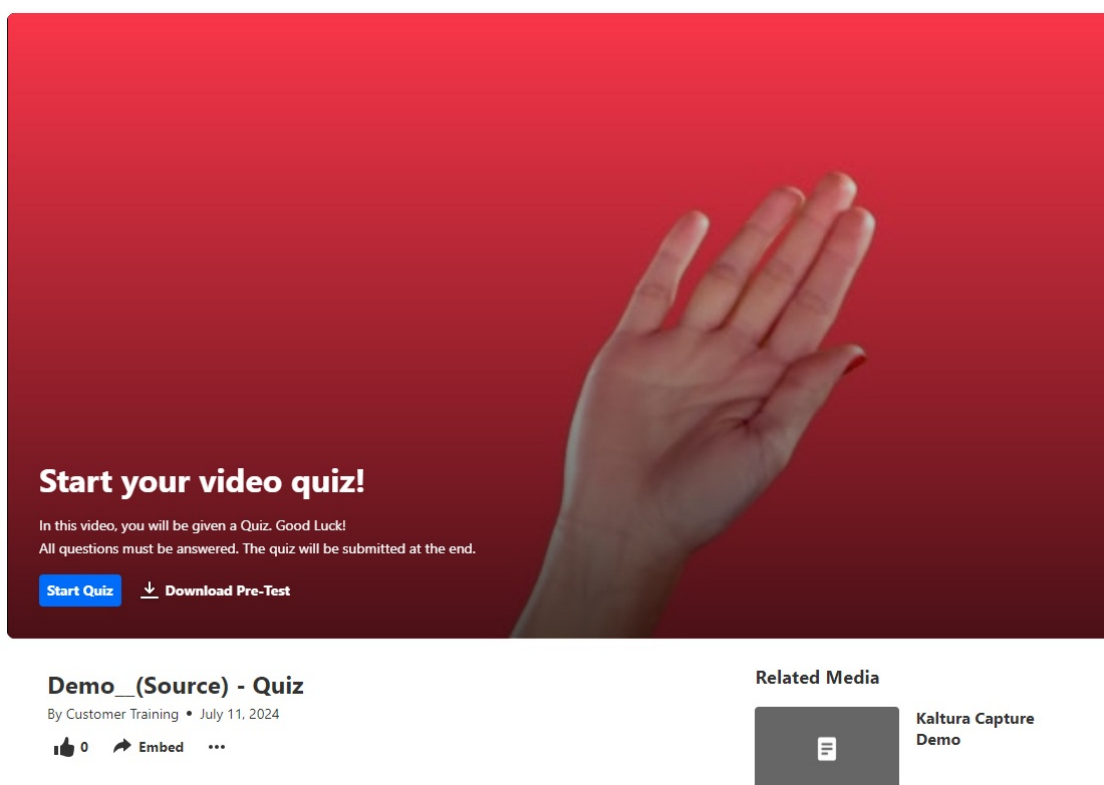 Start your video quiz!
In this video, you will be given a Quiz. Good Luck!
All questions must be answered. The quiz will be submitted at the end.
Start Quiz
Download Pre-Test
Demo__(Source) - Quiz
By Customer Training • July 11, 2024
0
Embed
Related Media
Kaltura Capture
Demo